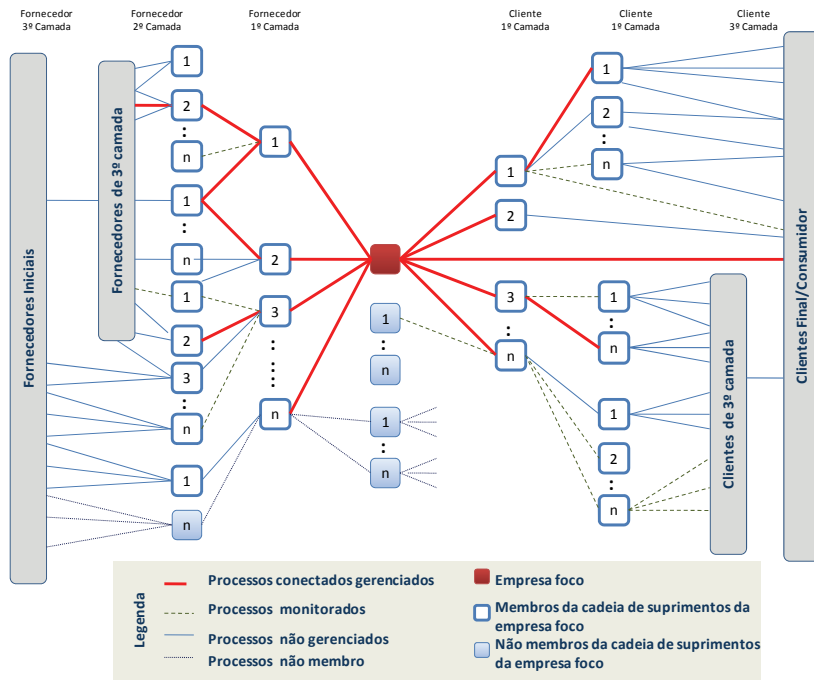 Fornecedor
3º Camada
Fornecedor
2º Camada
Fornecedor
1º Camada
Cliente
1º Camada
Cliente
1º Camada
Cliente
3º Camada
Fornecedores Iniciais
Fornecedores de 3º camada
1
2
n
1
n
1
2
3
n
1
n
1
2
3
n
1
n
1
n
1
2
3
n
1
2
n
1
n
1
2
n
Clientes de 3º camada
Clientes Final/Consumidor
Legenda
Processos conectados gerenciados
Processos monitorados
Processos não gerenciados
Processos não membro
Empresa foco
Membros da cadeia de suprimentos da
empresa foco
Não membros da cadeia de suprimentos
da empresa foco